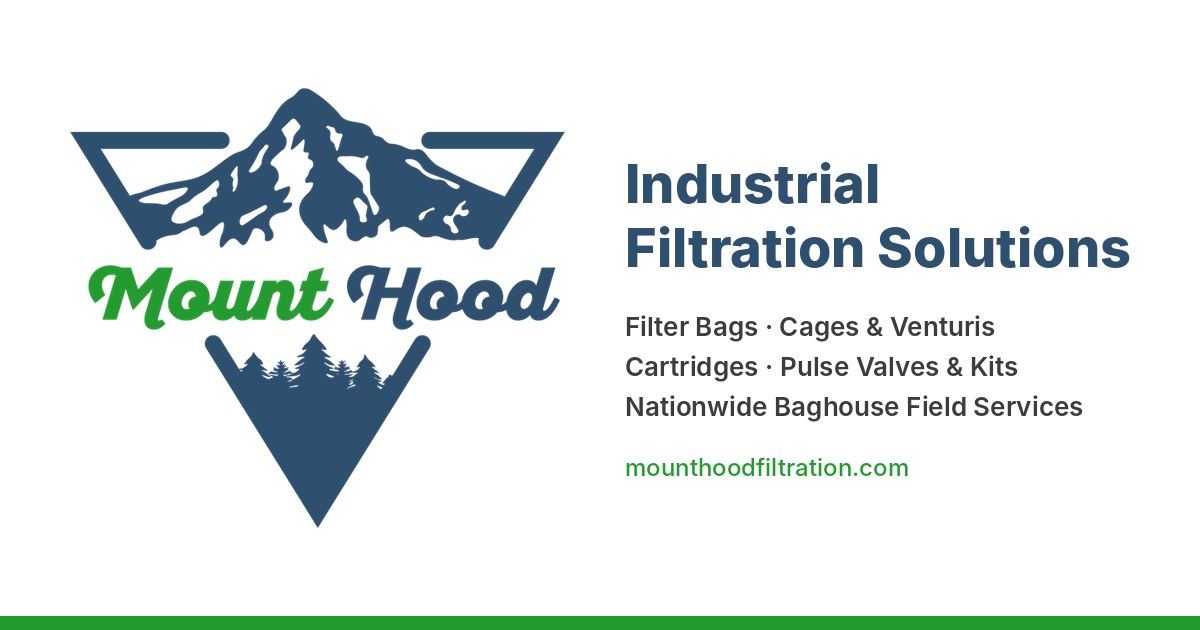 Mount Hood
Industrial
Filtration Solutions
Filter Bags · Cages & Venturis
Cartridges · Pulse Valves & Kits
Nationwide Baghouse Field Services
mounthoodfiltration.com